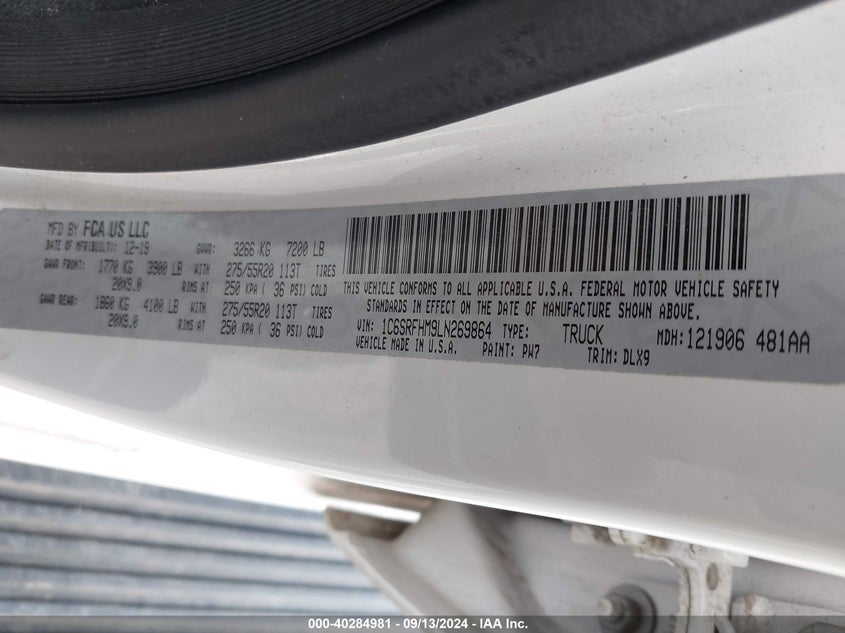 MFD BY FCA US LLC
DATE OF MFR(BUILT): 12-19 GVWR: 3266 KG 7200 LB
GAWR FRONT: 1770 KG 3900 LB WITH 275/55R20 113T TIRES
20X9.0 RIMS AT 250 KPA ( 36 PSI) COLD
GAWR REAR: 1860 KG 4100 LB WITH 275/55R20 113T TIRES
20X9.0 RIMS AT 250 KPA ( 36 PSI) COLD
THIS VEHICLE CONFORMS TO ALL APPLICABLE U.S.A. FEDERAL MOTOR VEHICLE SAFETY
STANDARDS IN EFFECT ON THE DATE OF MANUFACTURE SHOWN ABOVE.
VIN: 1C6SRFHM9LN269864 TYPE: TRUCK MDH: 121906 481AA
VEHICLE MADE IN U.S.A. PAINT: PW7 TRIM: DLX9
000-40284981 - 09/13/2024 - IAA Inc.